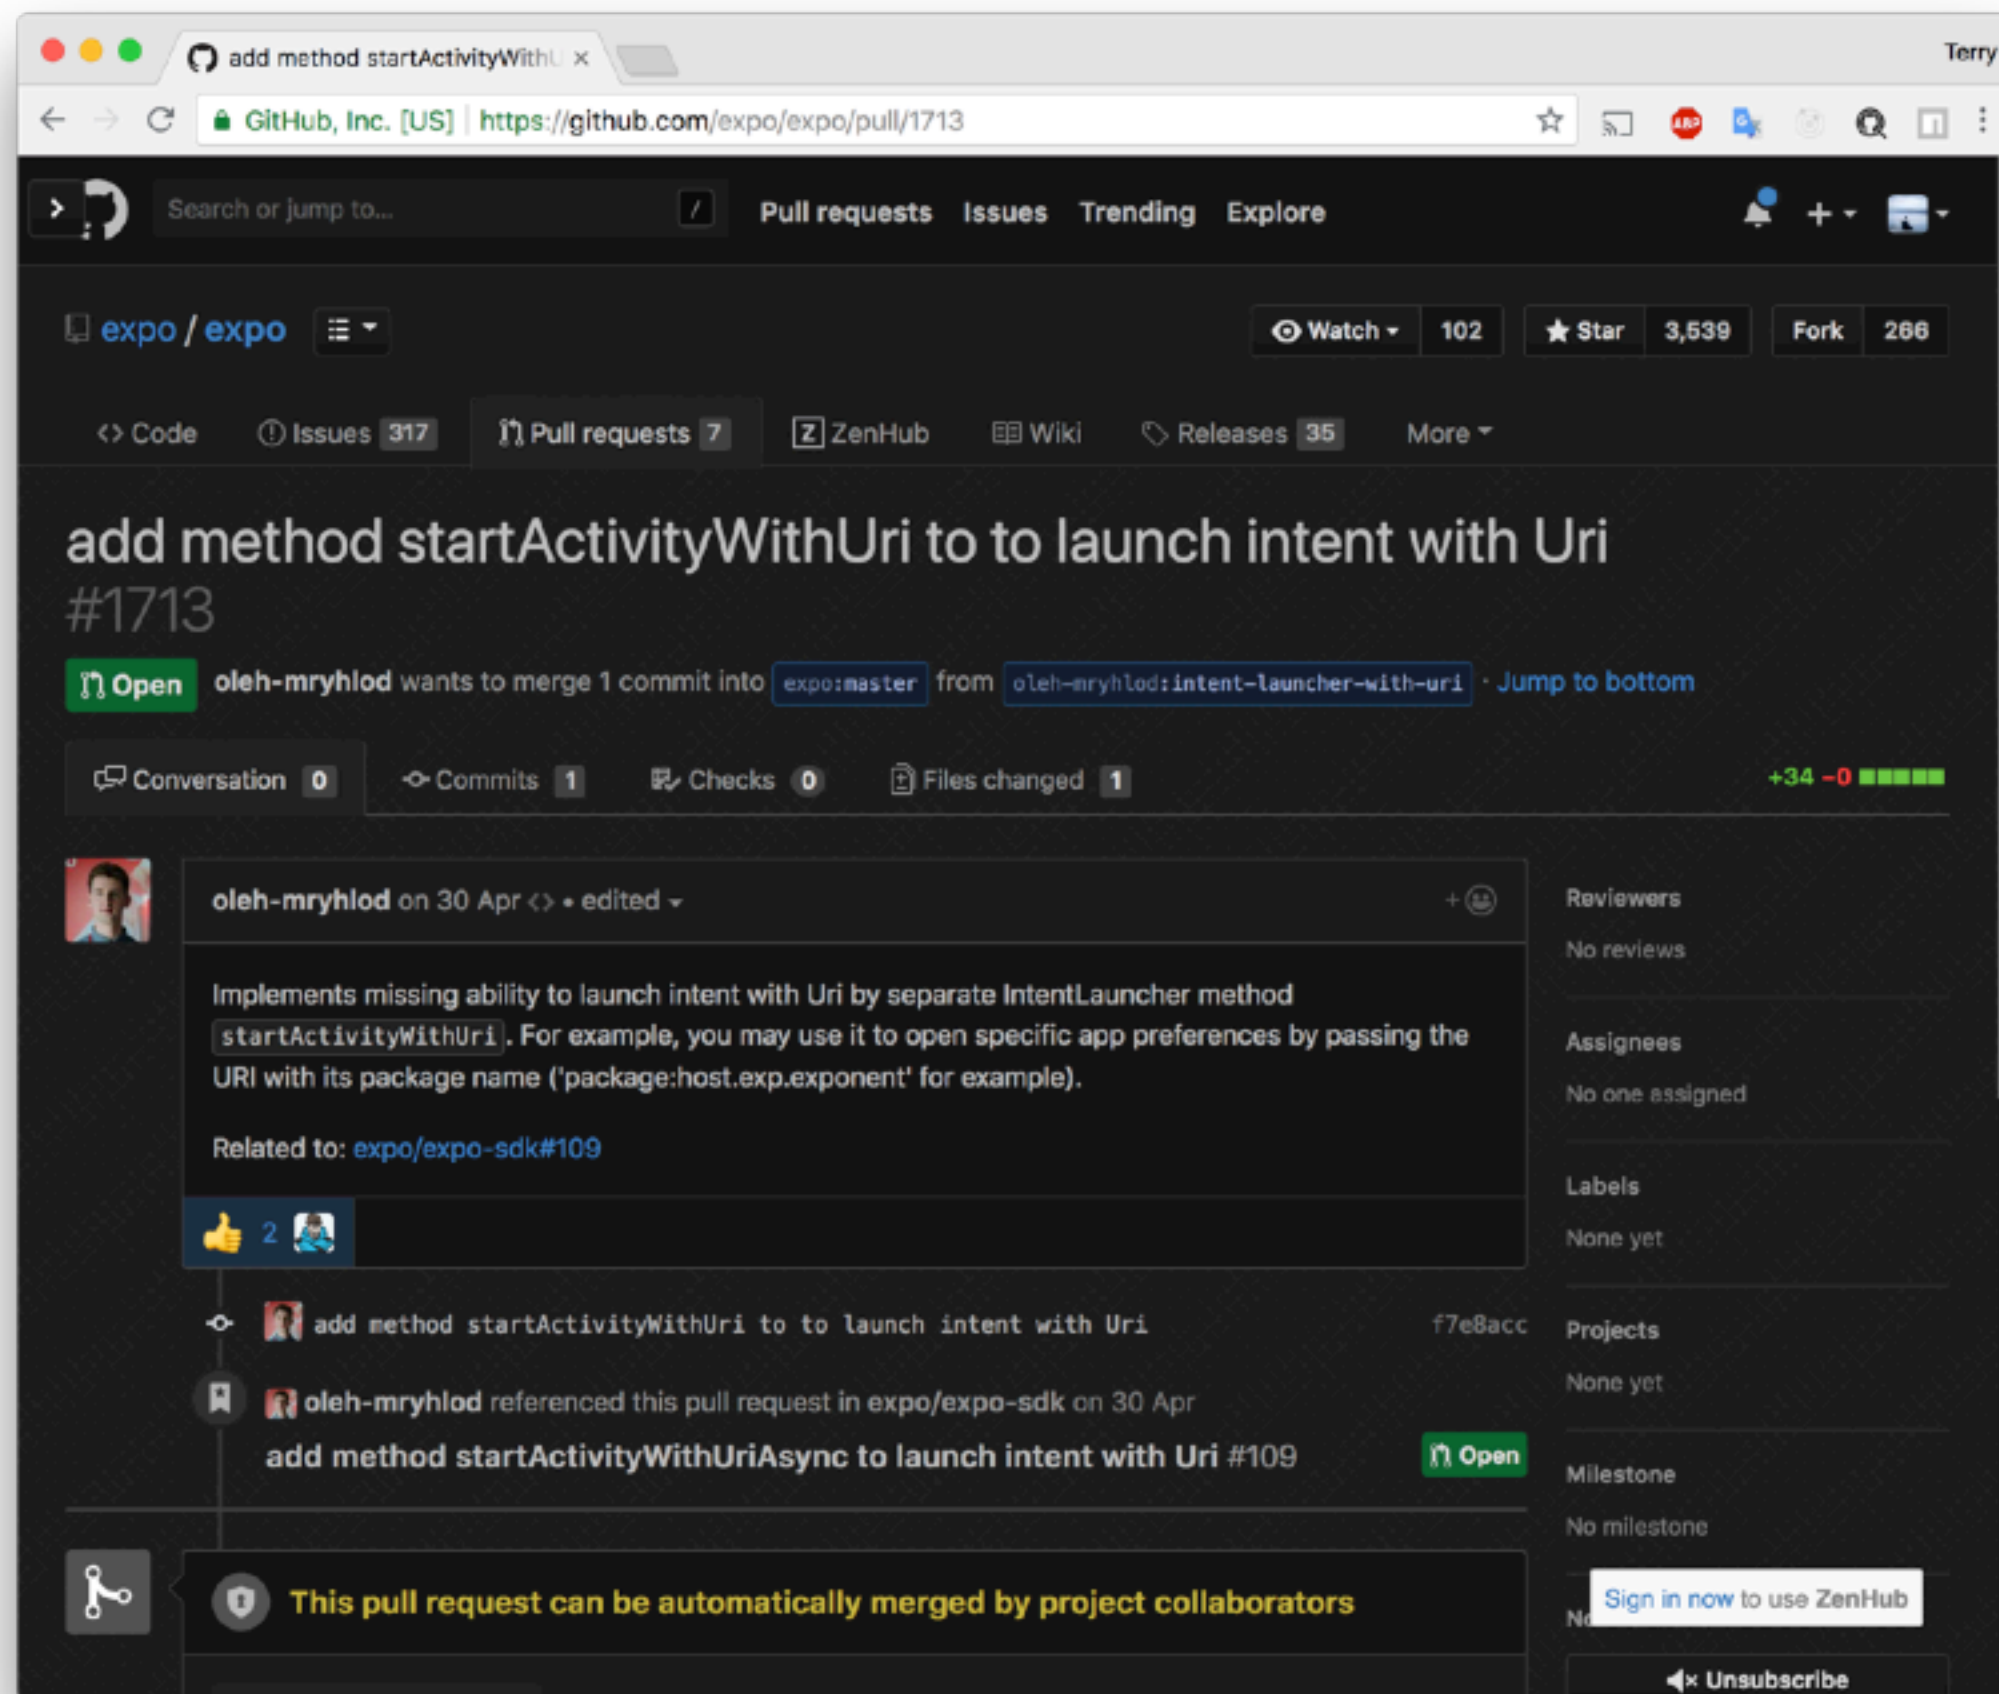 add method startActivityWithU
Terry
GitHub, Inc. [US] https://github.com/expo/expo/pull/1713
ABP
Search or jump to... /
Pull requests Issues Trending Explore
expo / expo
Watch 102 Star 3,539 Fork 266
Code Issues 317 Pull requests 7 ZenHub Wiki Releases 35 More
add method startActivityWithUri to to launch intent with Uri
#1713
Open oleh-mryhlod wants to merge 1 commit into expo:master from oleh-mryhlod:intent-launcher-with-uri · Jump to bottom
Conversation 0 Commits 1 Checks 0 Files changed 1 +34 −0
oleh-mryhlod on 30 Apr <> • edited
Implements missing ability to launch intent with Uri by separate IntentLauncher method
startActivityWithUri. For example, you may use it to open specific app preferences by passing the
URI with its package name ('package:host.exp.exponent' for example).
Related to: expo/expo-sdk#109
2
add method startActivityWithUri to to launch intent with Uri f7e8acc
oleh-mryhlod referenced this pull request in expo/expo-sdk on 30 Apr
add method startActivityWithUriAsync to launch intent with Uri #109 Open
This pull request can be automatically merged by project collaborators
Reviewers
No reviews
Assignees
No one assigned
Labels
None yet
Projects
None yet
Milestone
No milestone
Sign in now to use ZenHub
Unsubscribe